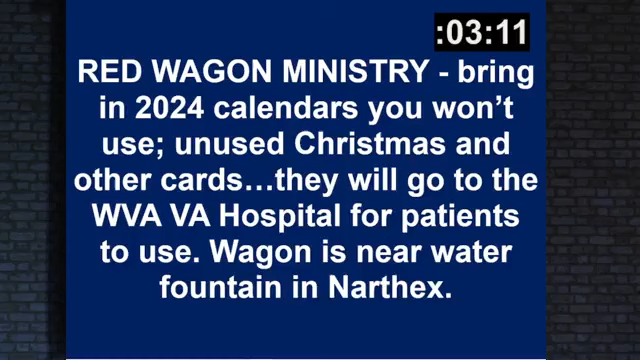 :03:11
RED WAGON MINISTRY - bring
in 2024 calendars you won't
use; unused Christmas and
other cards...they will go to the
WVA VA Hospital for patients
to use. Wagon is near water
fountain in Narthex.